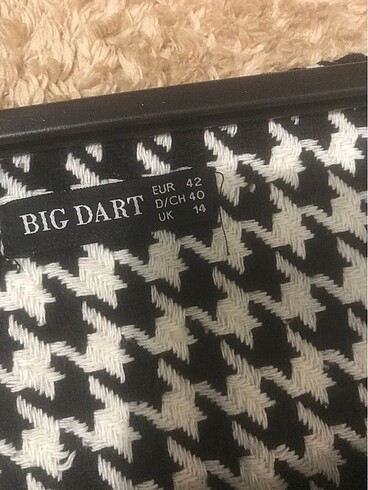 BIG DART
EUR 42
D/CH 40
UK 14